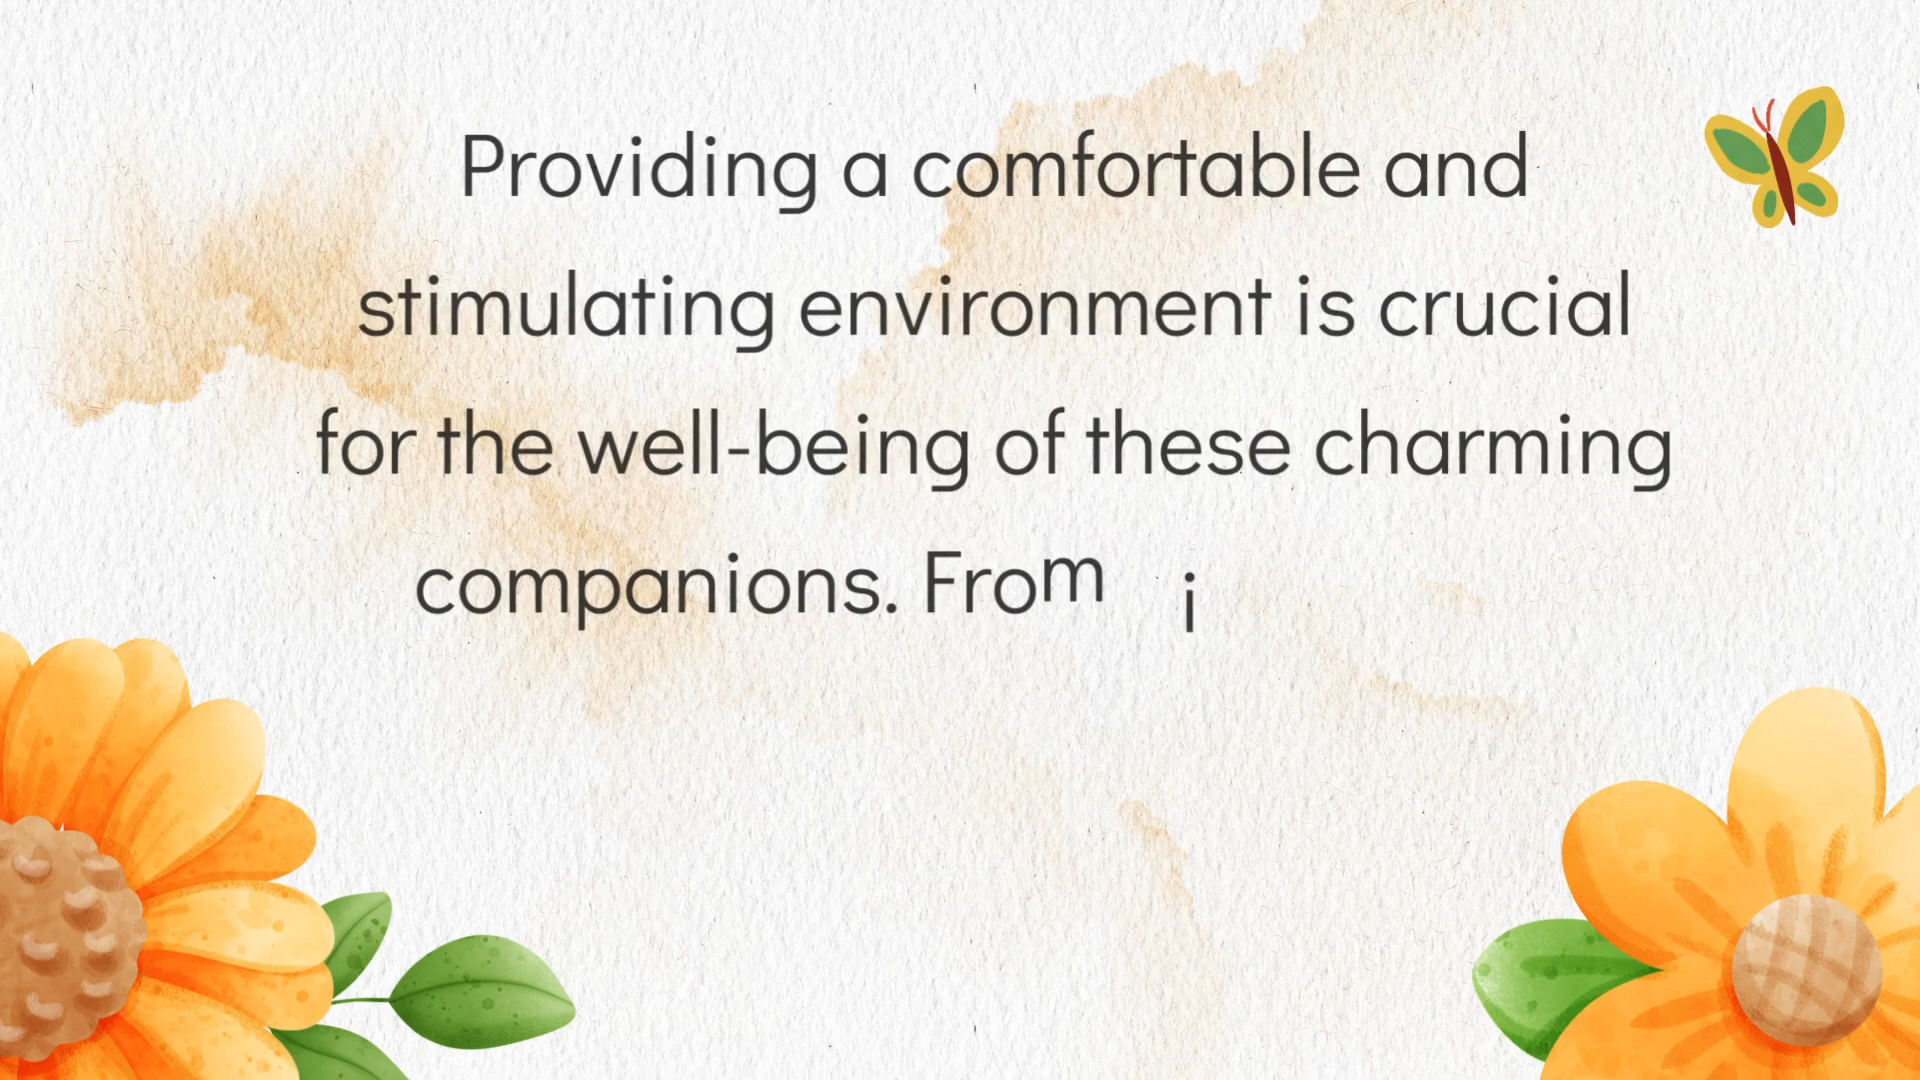 Providing a comfortable and
stimulating environment is crucial
for the well-being of these charming
companions. From i